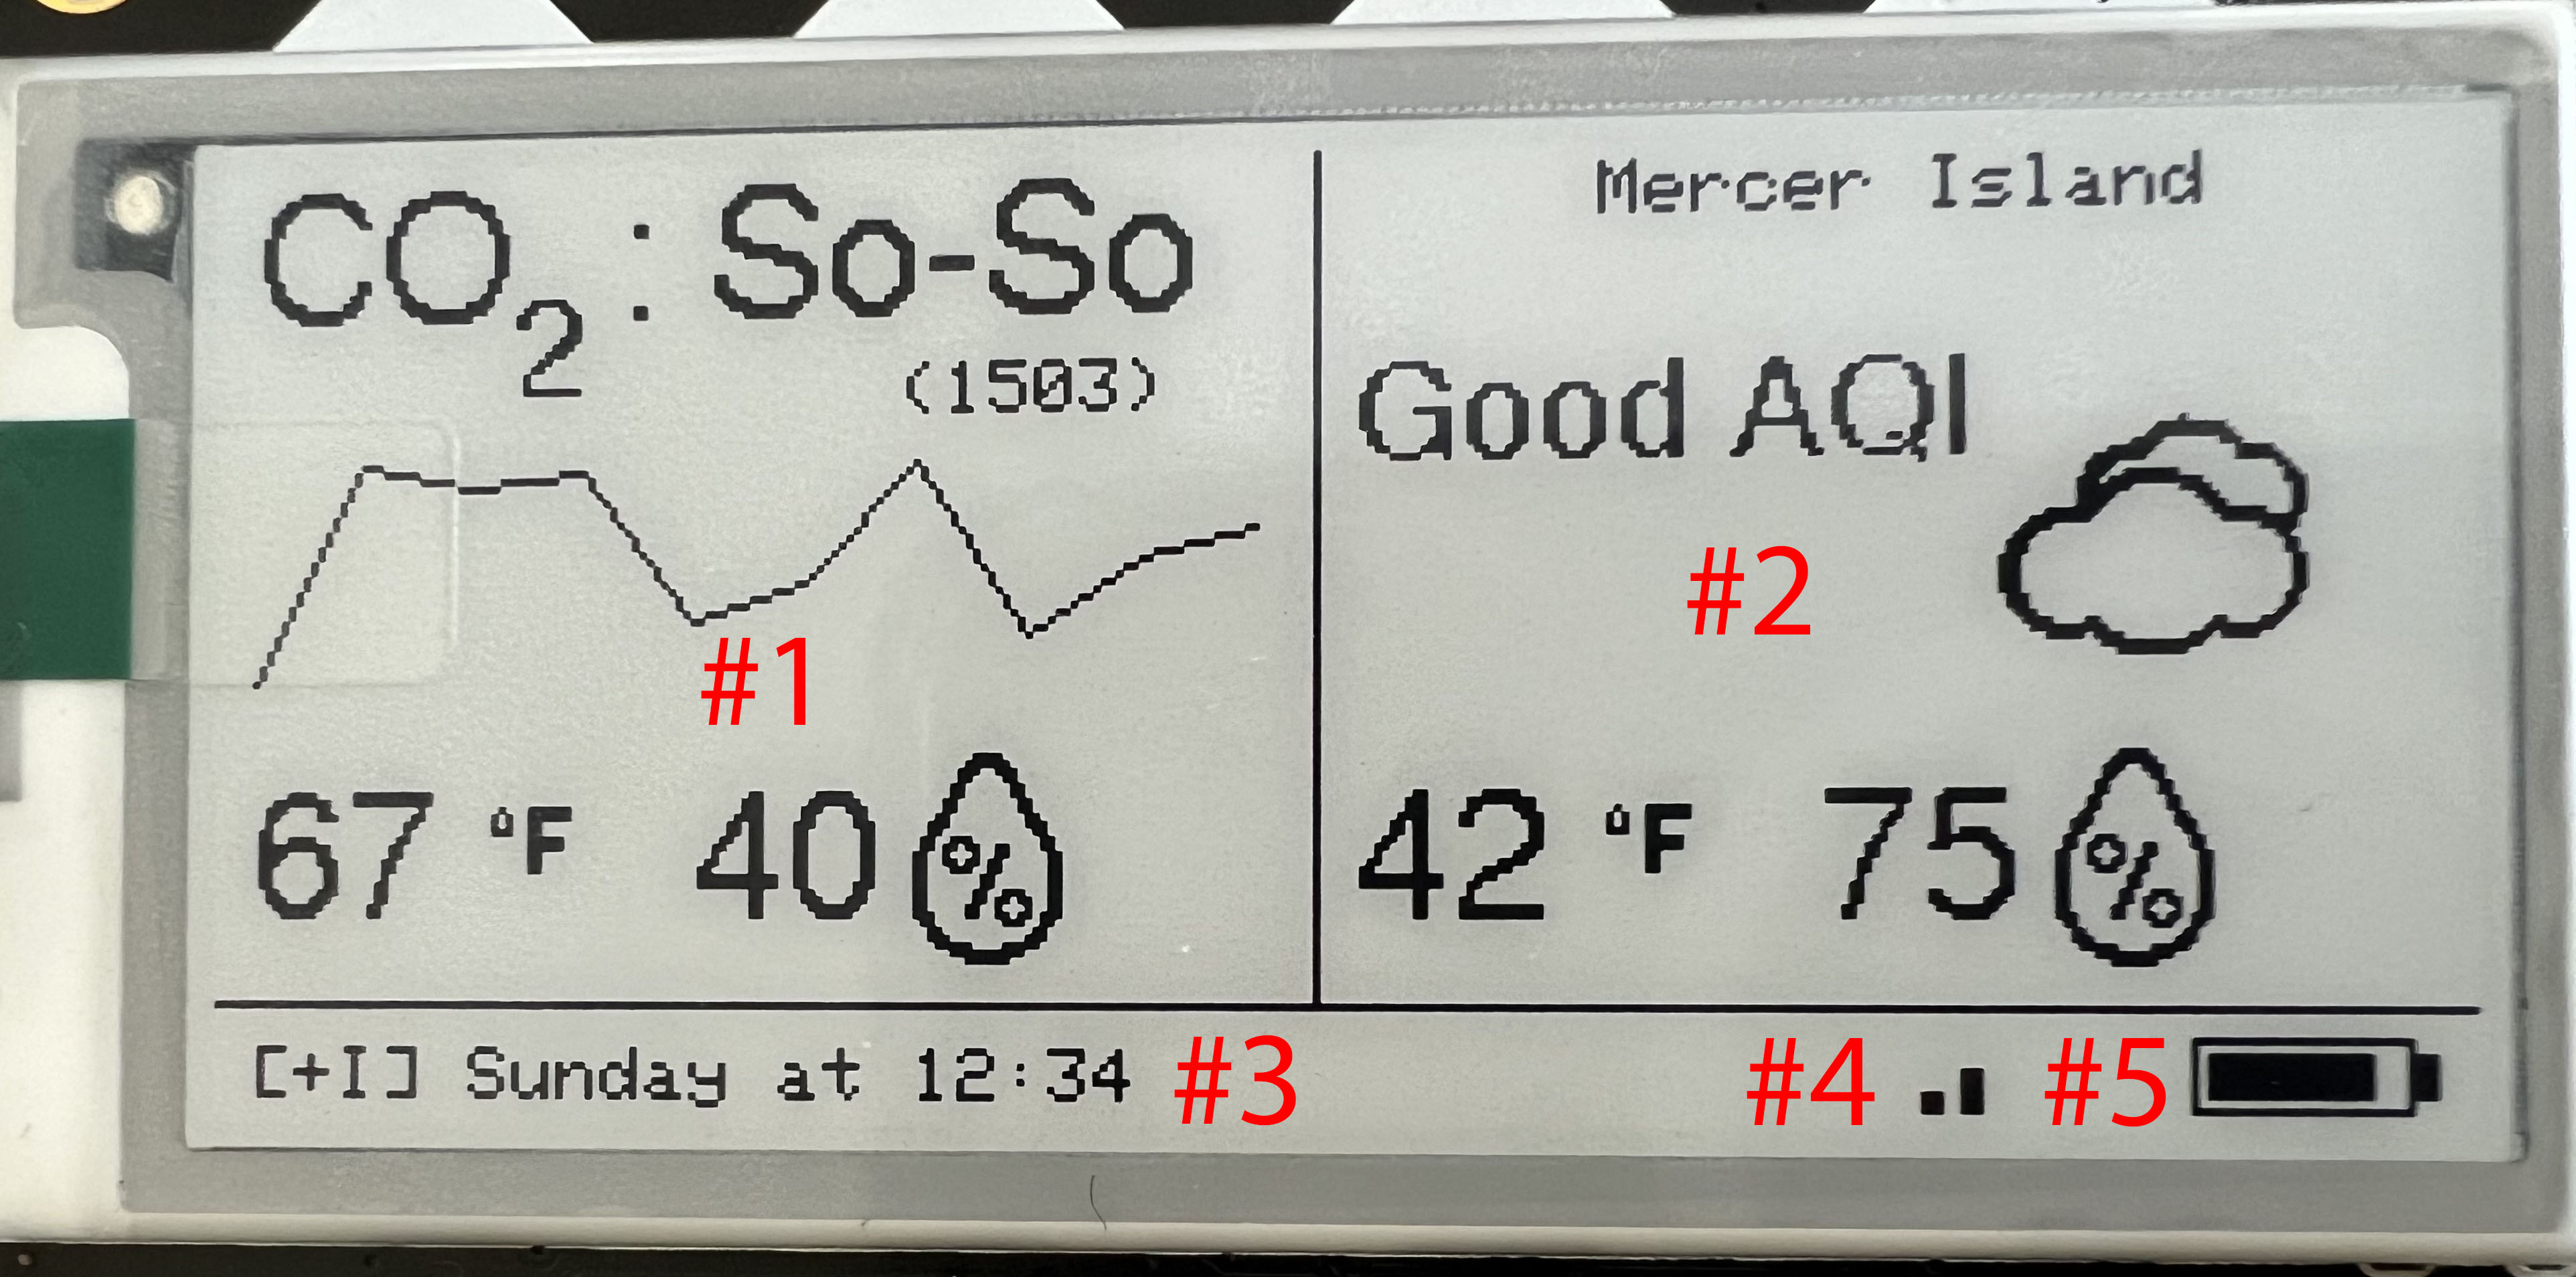 CO₂: So-So
(1503)
#1
67 °F 40 %
Mercer Island
Good AQI
#2
42 °F 75 %
[+I] Sunday at 12:34 #3
#4 #5